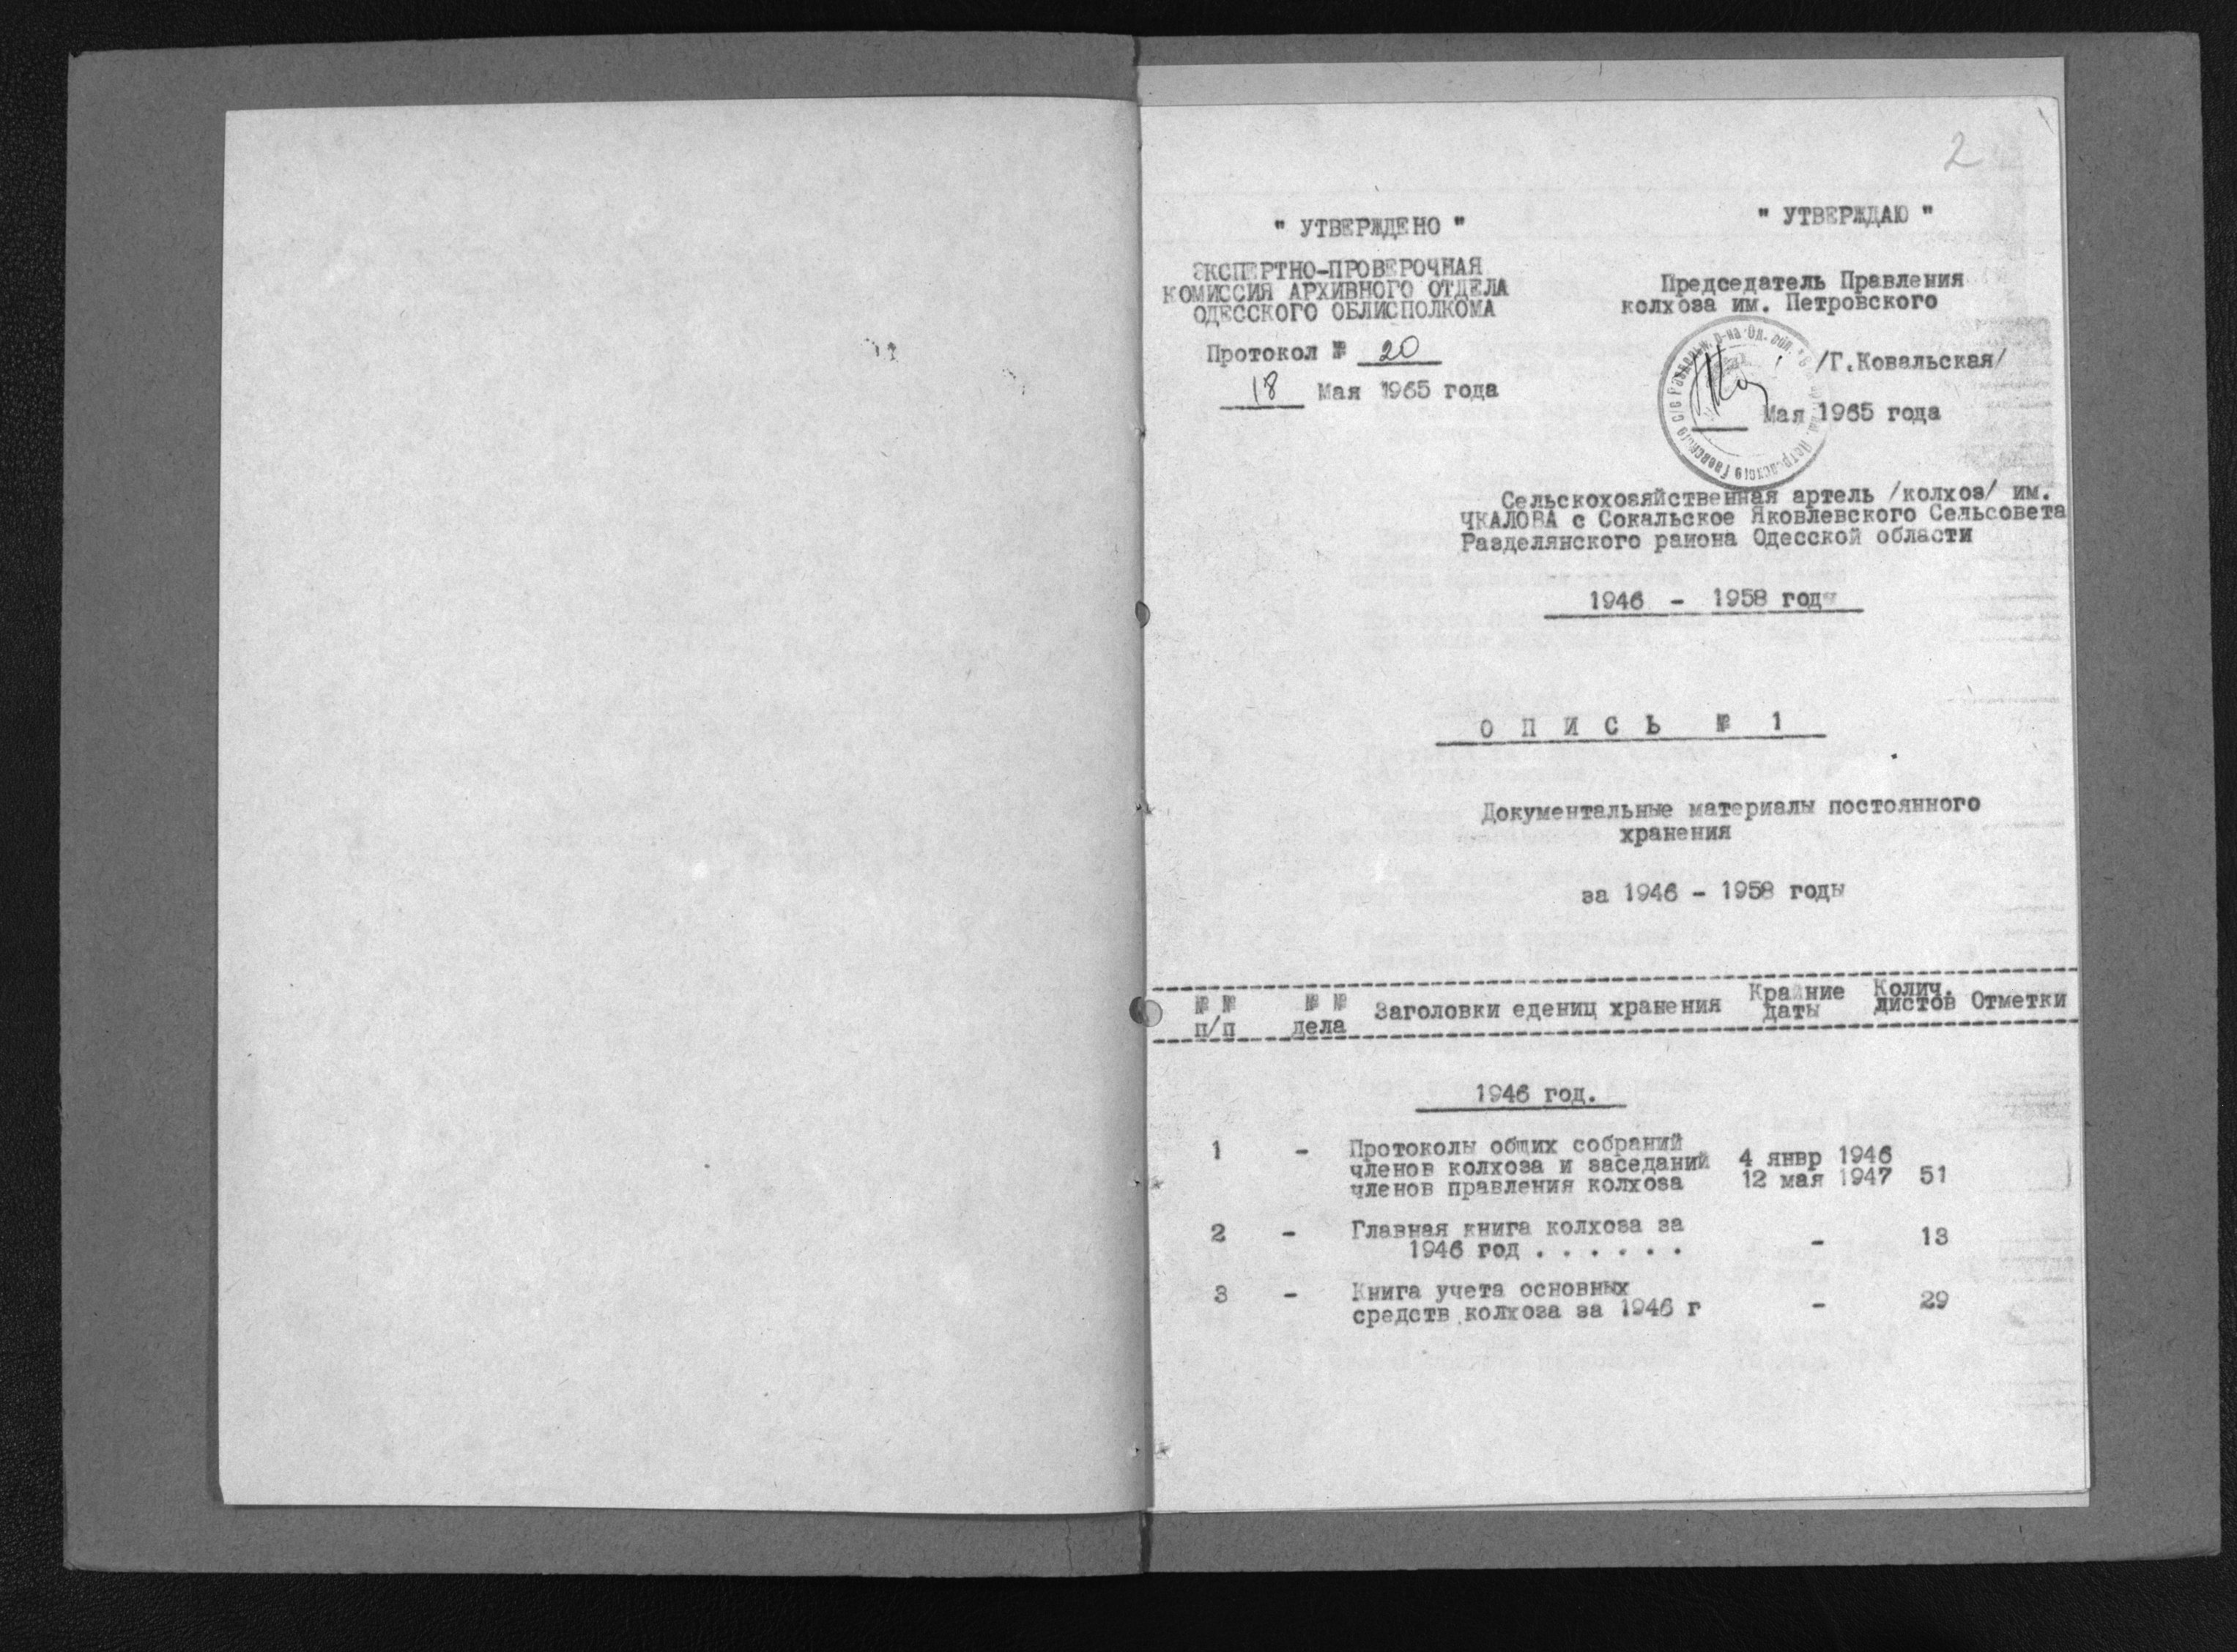 2
" УТВЕРЖДЕНО "
ЭКСПЕРТНО-ПРОВЕРОЧНАЯ
КОМИССИЯ АРХИВНОГО ОТДЕЛА
ОДЕССКОГО ОБЛИСПОЛКОМА
Протокол № 20
18 Мая 1965 года
" УТВЕРЖДАЮ "
Председатель Правления
колхоза им. Петровского
/Г.Ковальская/
Мая 1965 года
Сельскохозяйственная артель /колхоз/ им.
ЧКАЛОВА с Сокальское Яковлевского Сельсовета
Разделянского раиона Одесской области
1946 - 1958 годы
О П И С Ь № 1
Документальные материалы постоянного
хранения
за 1946 - 1958 годы
№ № п/п № № дела Заголовки едениц хранения Крайние даты Колич. листов Отметки
1946 год.
1 - Протоколы общих собраний
членов колхоза и заседаний 4 янвр 1946
членов правления колхоза 12 мая 1947 51
2 - Главная книга колхоза за
1946 год . . . . . . - 13
3 - Книга учета основных
средств колхоза за 1946 г - 29